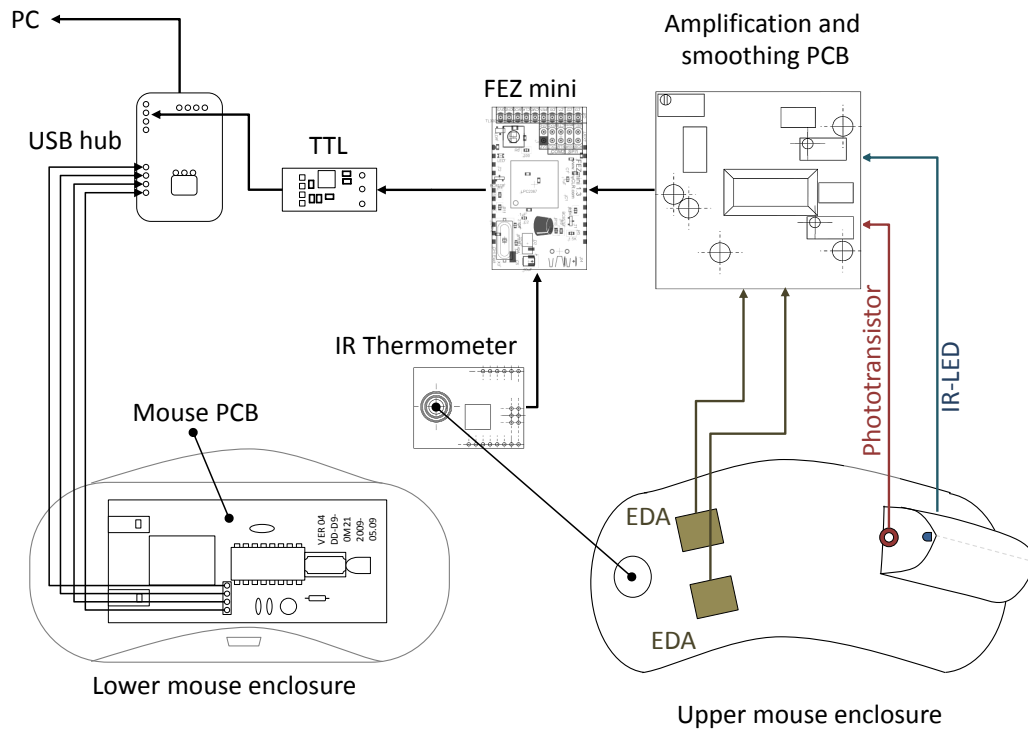 PC
Amplification and
smoothing PCB
FEZ mini
USB hub
TTL
IR Thermometer
Mouse PCB
Phototransistor
IR-LED
VER 04
DD-D9-
0M21
2009-
05.09
EDA
EDA
Lower mouse enclosure
Upper mouse enclosure